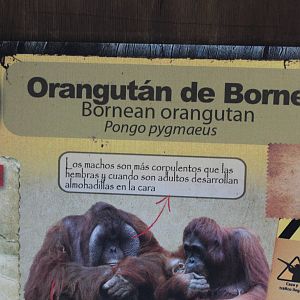 Orangután de Borne
Bornean orangutan
Pongo pygmaeus
Los machos son más corpulentos que las
hembras y cuando son adultos desarrollan
almohadillas en la cara